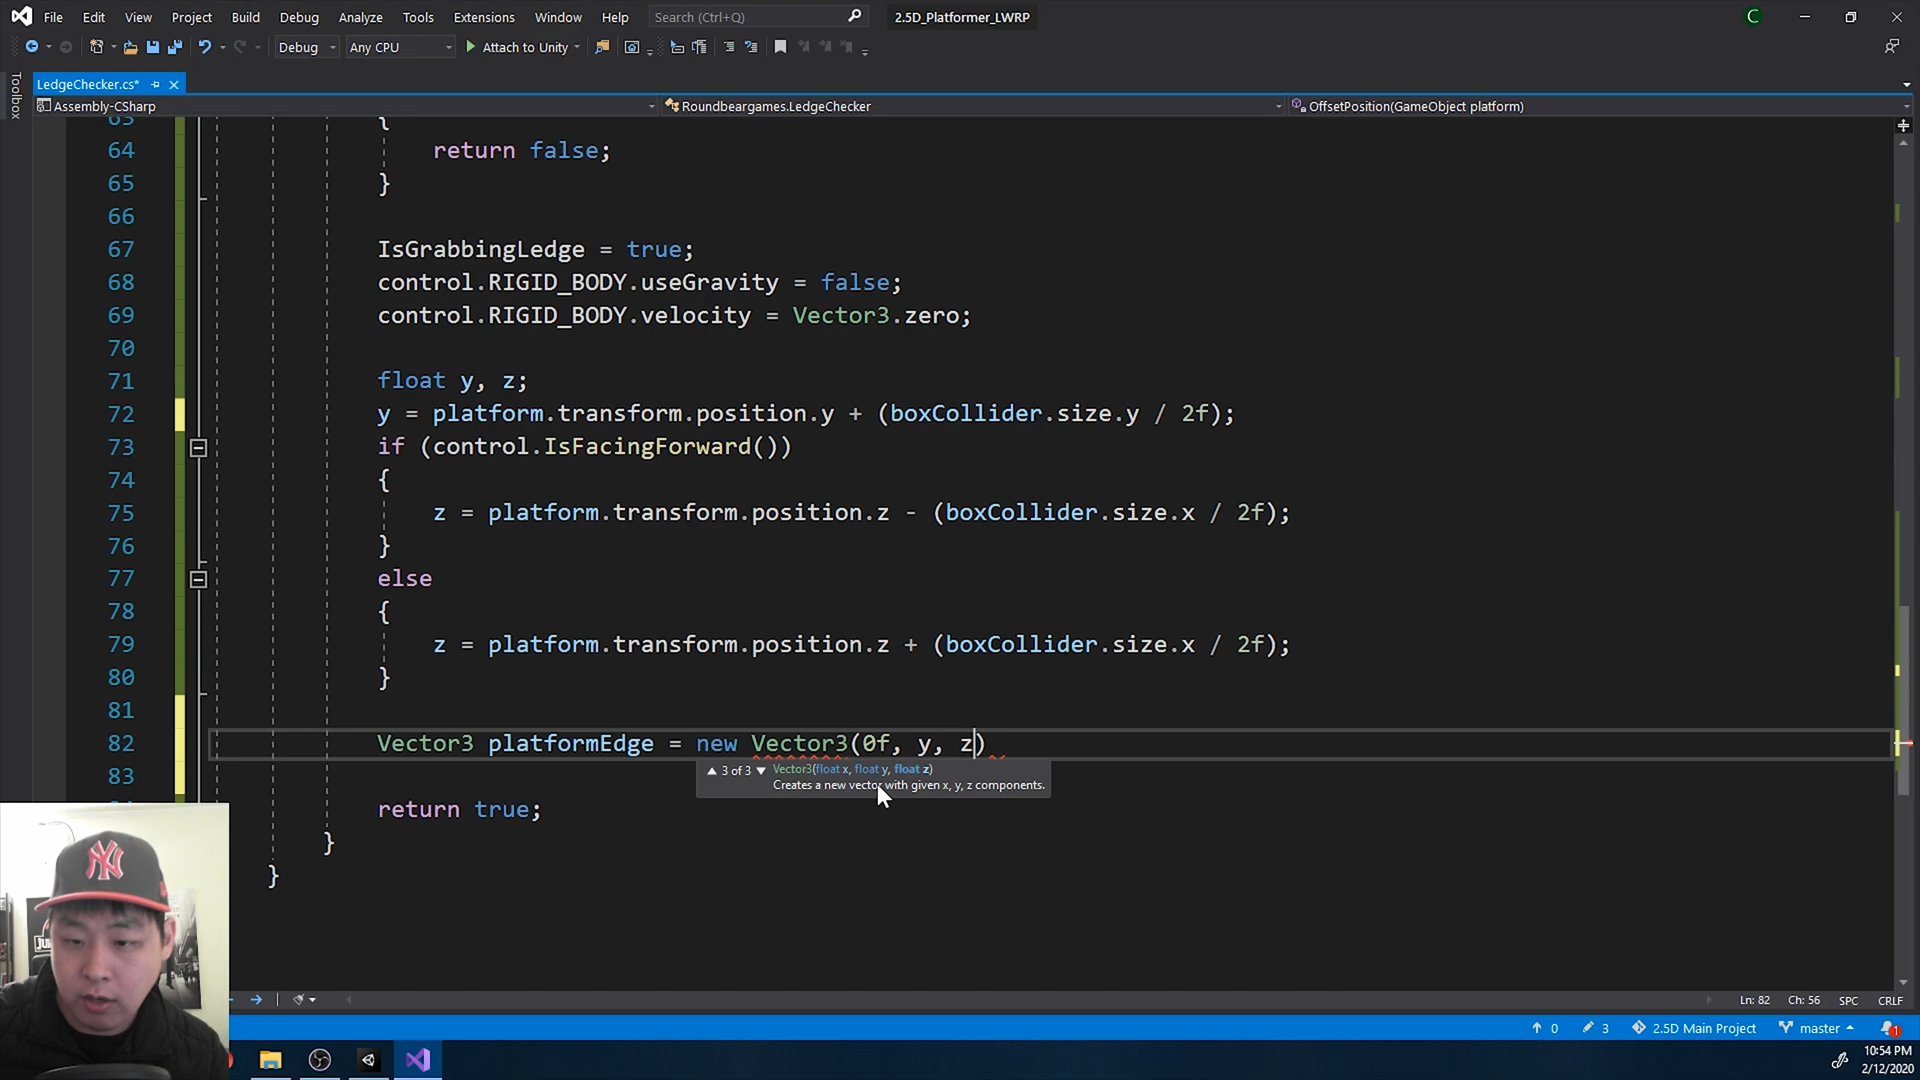 File Edit View Project Build Debug Analyze Tools Extensions Window Help Search (Ctrl+Q) 2.5D_Platformer_LWRP C
Debug Any CPU Attach to Unity
Toolbox
LedgeChecker.cs*
Assembly-CSharp Roundbeargames.LedgeChecker OffsetPosition(GameObject platform)
63 {
64 return false;
65 }
66
67 IsGrabbingLedge = true;
68 control.RIGID_BODY.useGravity = false;
69 control.RIGID_BODY.velocity = Vector3.zero;
70
71 float y, z;
72 y = platform.transform.position.y + (boxCollider.size.y / 2f);
73 if (control.IsFacingForward())
74 {
75 z = platform.transform.position.z - (boxCollider.size.x / 2f);
76 }
77 else
78 {
79 z = platform.transform.position.z + (boxCollider.size.x / 2f);
80 }
81
82 Vector3 platformEdge = new Vector3(0f, y, z)
83 ▲ 3 of 3 ▼ Vector3(float x, float y, float z)
Creates a new vector with given x, y, z components.
return true;
}
}
Ln: 82 Ch: 56 SPC CRLF
0 3 2.5D Main Project master 1
10:54 PM
2/12/2020